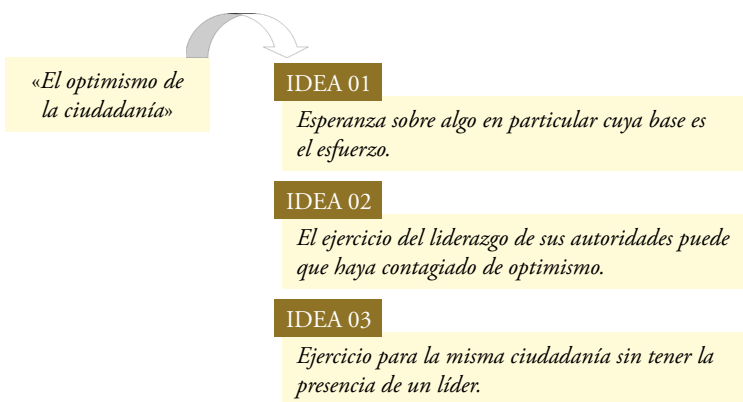 «El optimismo de
la ciudadanía»
IDEA 01
Esperanza sobre algo en particular cuya base es
el esfuerzo.
IDEA 02
El ejercicio del liderazgo de sus autoridades puede
que haya contagiado de optimismo.
IDEA 03
Ejercicio para la misma ciudadanía sin tener la
presencia de un líder.